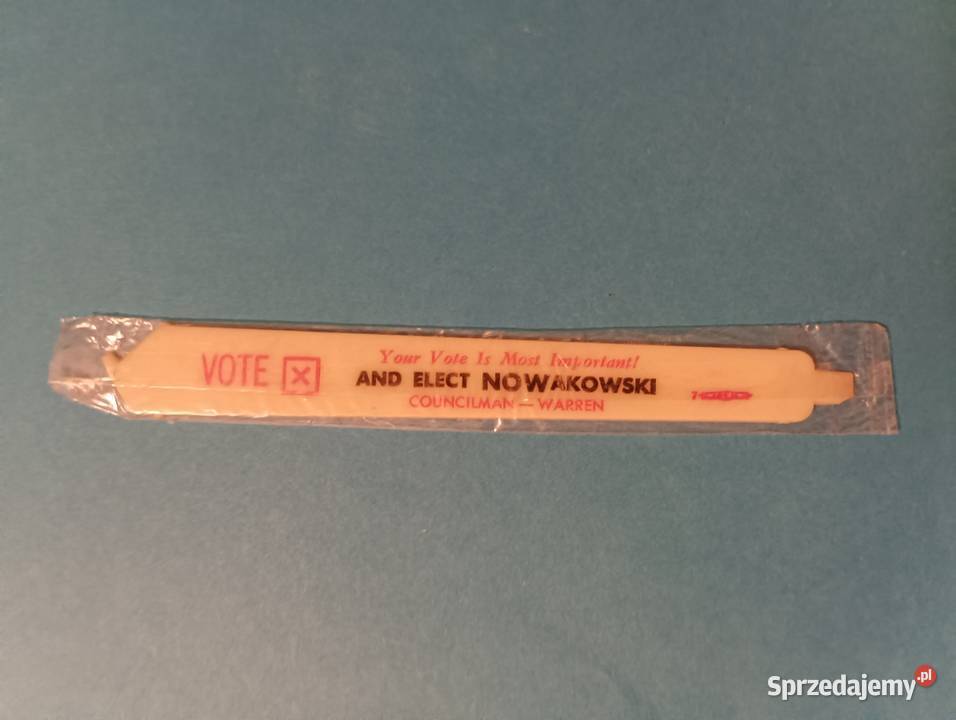 VOTE
Your Vote Is Most Important!
AND ELECT NOWAKOWSKI
COUNCILMAN — WARREN
Sprzedajemy.pl